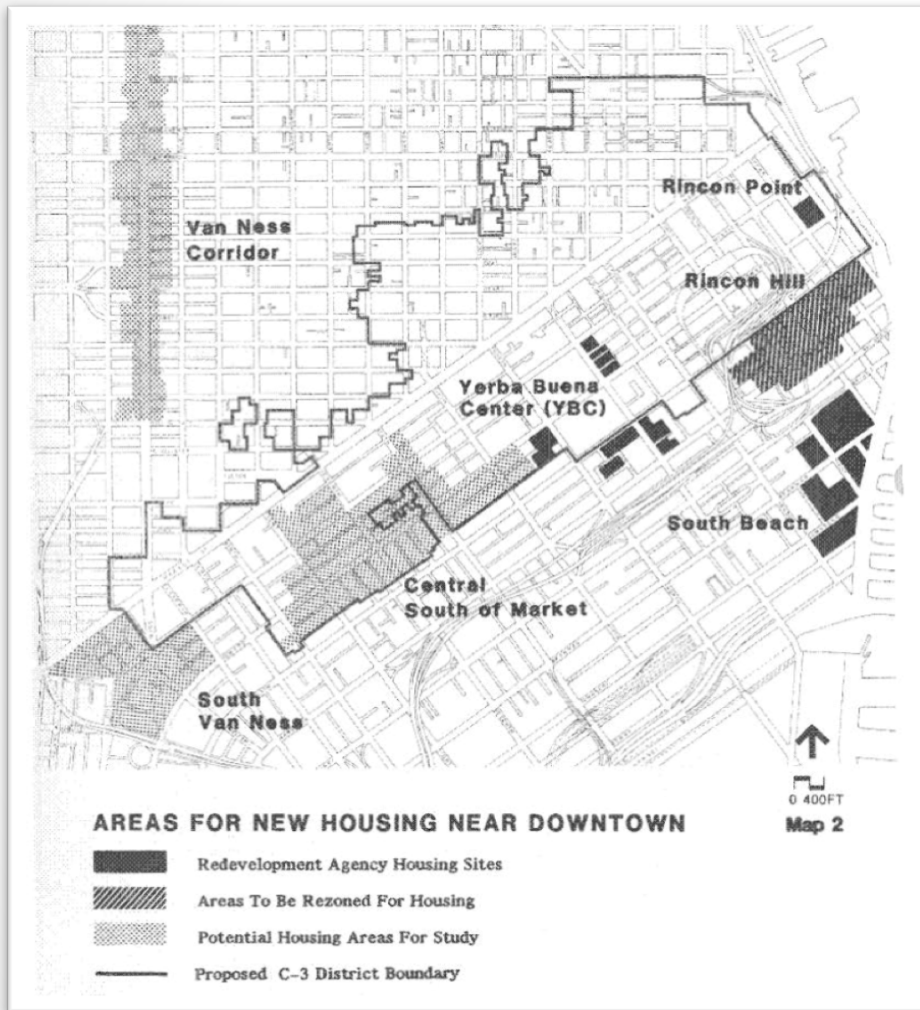 Rincon Point
Van Ness
Corridor
Rincon Hill
Yerba Buena
Center (YBC)
South Beach
Central
South of Market
South
Van Ness
0 400FT
Map 2
AREAS FOR NEW HOUSING NEAR DOWNTOWN
Redevelopment Agency Housing Sites
Areas To Be Rezoned For Housing
Potential Housing Areas For Study
Proposed C-3 District Boundary